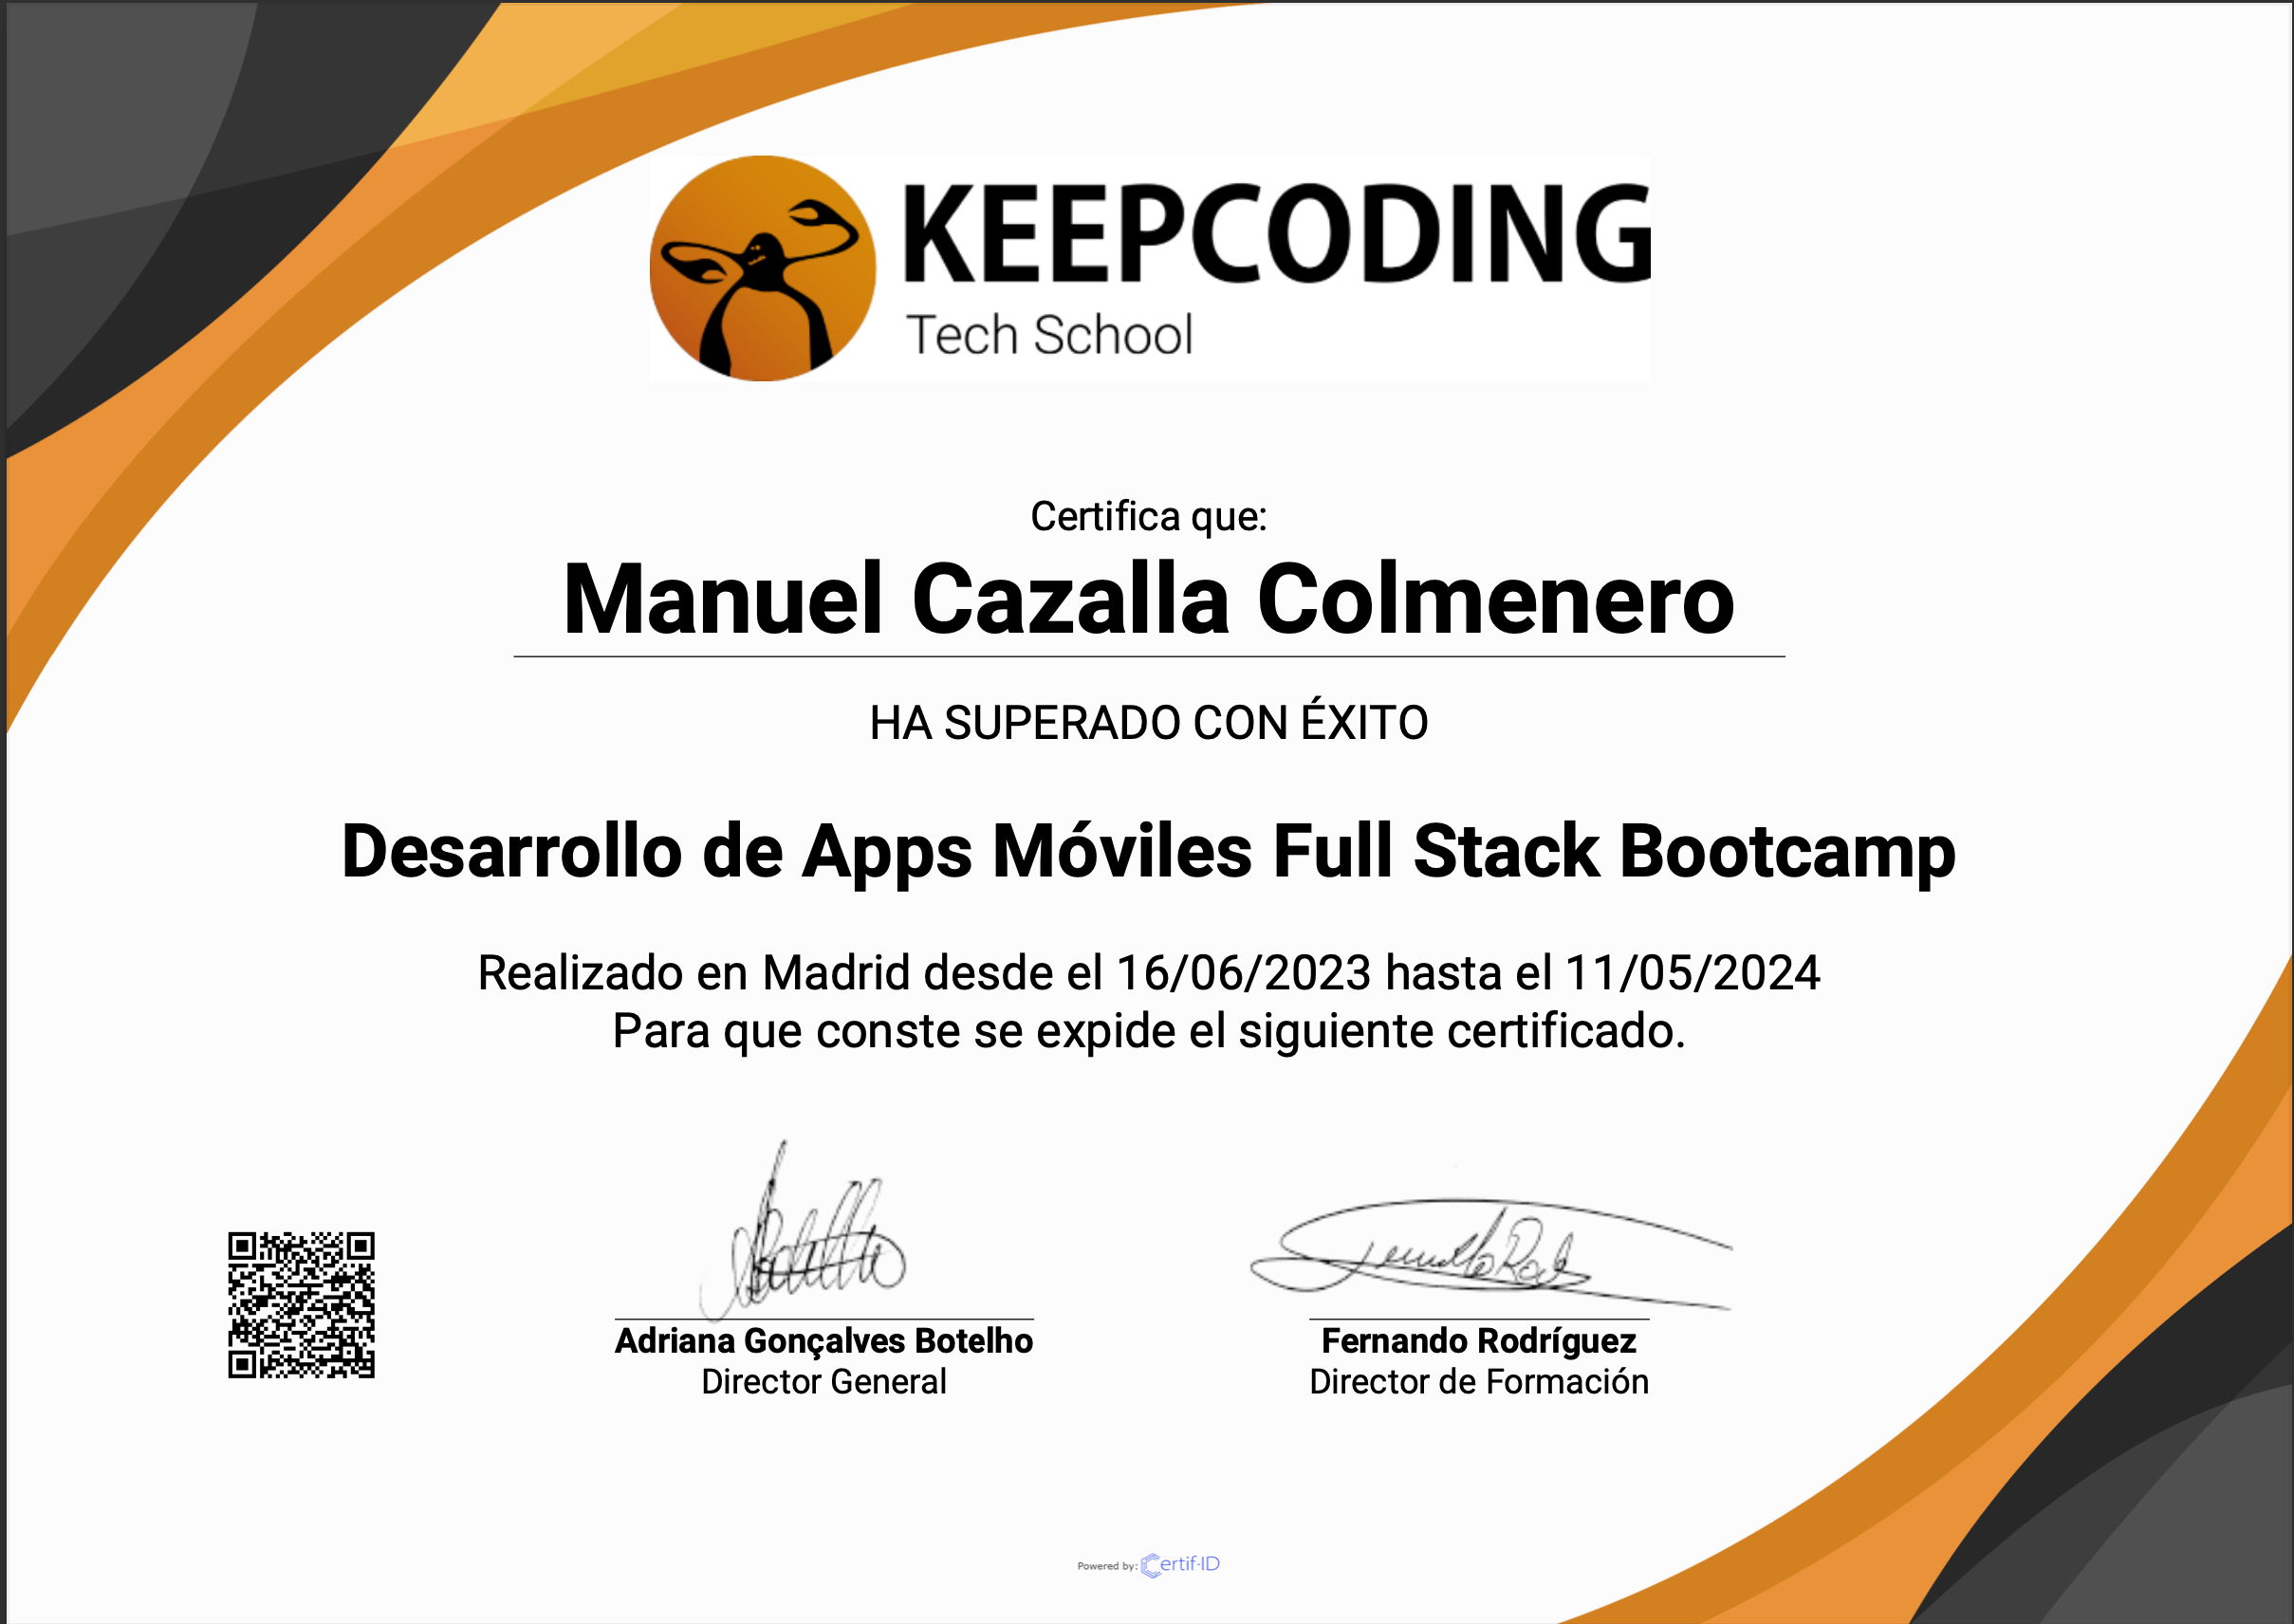 KEEPCODING
Tech School
Certifica que:
Manuel Cazalla Colmenero
HA SUPERADO CON ÉXITO
Desarrollo de Apps Móviles Full Stack Bootcamp
Realizado en Madrid desde el 16/06/2023 hasta el 11/05/2024
Para que conste se expide el siguiente certificado.
Adriana Gonçalves Botelho
Director General
Fernando Rodríguez
Director de Formación
Powered by: Certif-ID